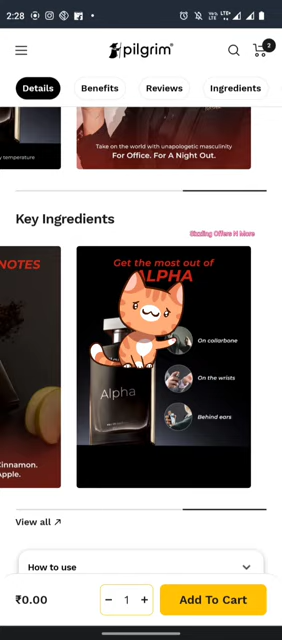 2:28
pilgrim
2
Details
Benefits
Reviews
Ingredients
y temperature
Take on the world with unapologetic masculinity
For Office. For A Night Out.
Key Ingredients
Sizzling Offers N More
NOTES
Get the most out of
ALPHA
On collarbone
On the wrists
Behind ears
Alpha
Cinnamon.
Apple.
View all ↗
How to use
₹0.00
− 1 +
Add To Cart